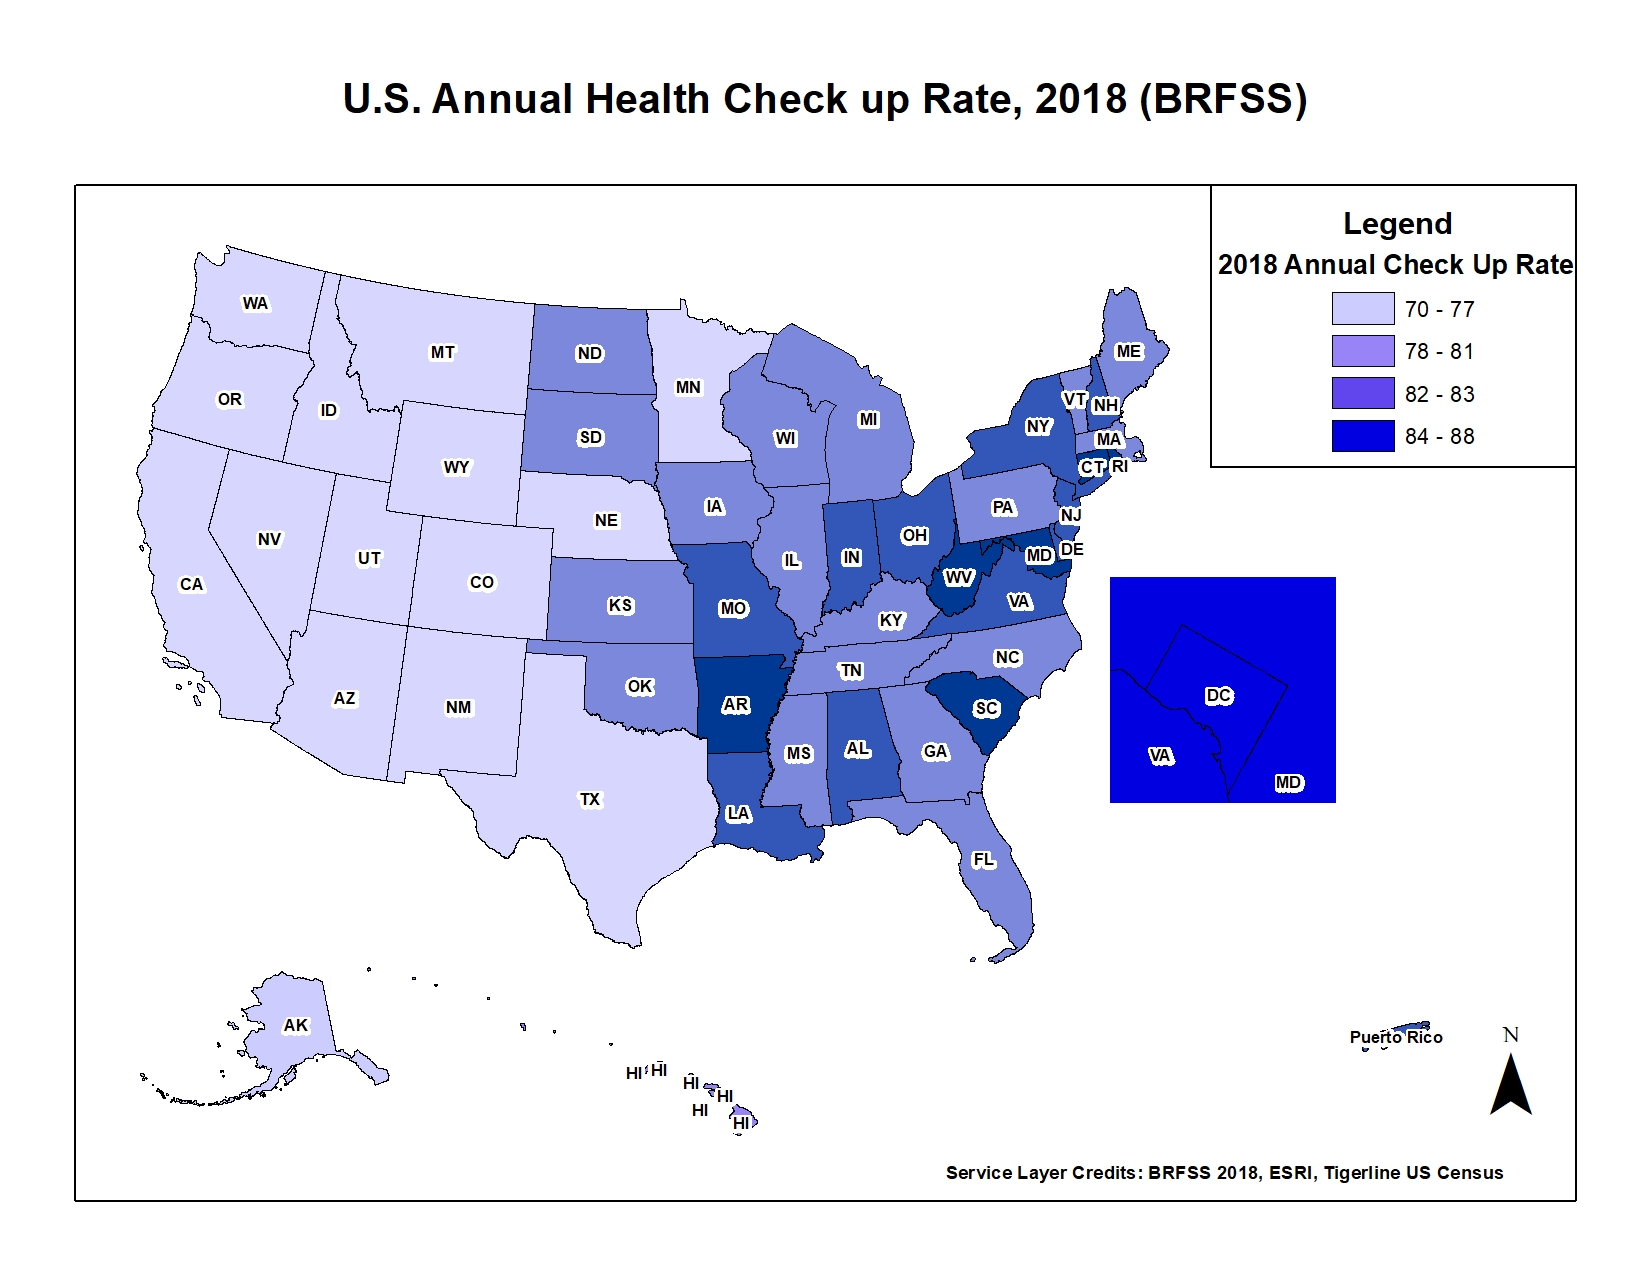 U.S. Annual Health Check up Rate, 2018 (BRFSS)
Legend
2018 Annual Check Up Rate
70 - 77
78 - 81
82 - 83
84 - 88
WA
MT
ND
MN
ME
OR
ID
SD
WI
MI
VT
NH
NY
MA
WY
CT
RI
NE
IA
PA
NJ
NV
UT
CO
IL
IN
OH
MD
DE
CA
KS
MO
WV
VA
KY
AZ
NM
OK
AR
TN
NC
SC
TX
MS
AL
GA
LA
FL
DC
VA
MD
AK
HI
HI
HI
HI
HI
HI
Puerto Rico
N
Service Layer Credits: BRFSS 2018, ESRI, Tigerline US Census